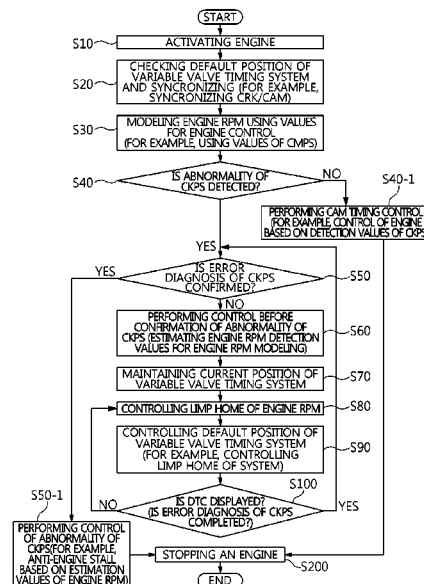 START
S10
ACTIVATING ENGINE
S20
CHECKING DEFAULT POSITION OF
VARIABLE VALVE TIMING SYSTEM
AND SYNCRONIZING (FOR EXAMPLE,
SYNCRONIZING CRK/CAM)
S30
MODELING ENGINE RPM USING VALUES
FOR ENGINE CONTROL
(FOR EXAMPLE, USING VALUES OF CMPS)
S40
IS ABNORMALITY OF
CKPS DETECTED?
NO
S40-1
PERFORMING CAM TIMING CONTROL
(FOR EXAMPLE, CONTROL OF ENGINE
BASED ON DETECTION VALUES OF CKPS)
YES
YES
IS ERROR
DIAGNOSIS OF CKPS
CONFIRMED?
S50
NO
PERFORMING CONTROL BEFORE
CONFIRMATION OF ABNORMALITY OF
CKPS (ESTIMATING ENGINE RPM DETECTION
VALUES FOR ENGINE RPM MODELING)
S60
MAINTAINING CURRENT POSITION OF
VARIABLE VALVE TIMING SYSTEM
S70
CONTROLLING LIMP HOME OF ENGINE RPM
S80
CONTROLLING DEFAULT POSITION OF
VARIABLE VALVE TIMING SYSTEM
(FOR EXAMPLE, CONTROLLING
LIMP HOME OF SYSTEM)
S90
S100
IS DTC DISPLAYED?
(IS ERROR DIAGNOSIS OF CKPS
COMPLETED?)
NO
YES
S50-1
PERFORMING CONTROL
OF ABNORMALITY OF
CKPS(FOR EXAMPLE,
ANTI-ENGINE STALL
BASED ON ESTIMATION
VALUES OF ENGINE RPM)
STOPPING AN ENGINE
S200
END